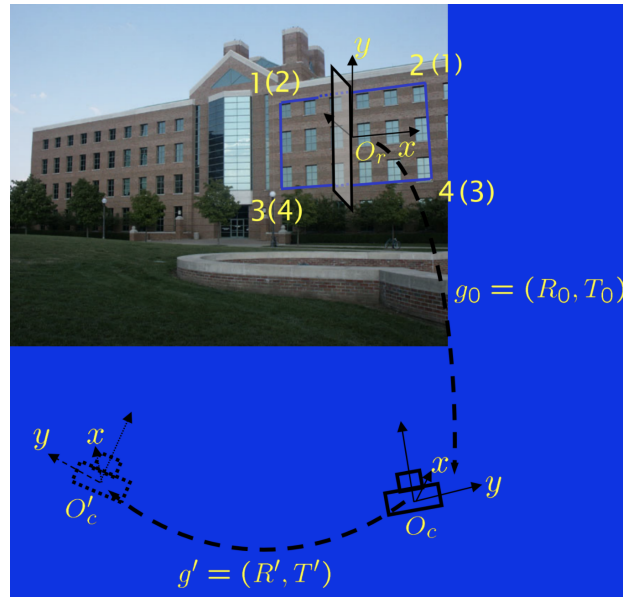 y
2(1)
1(2)
O_r x
3(4)
4(3)
g_0 = (R_0, T_0)
y x
O'_c
x
y
O_c
g' = (R', T')